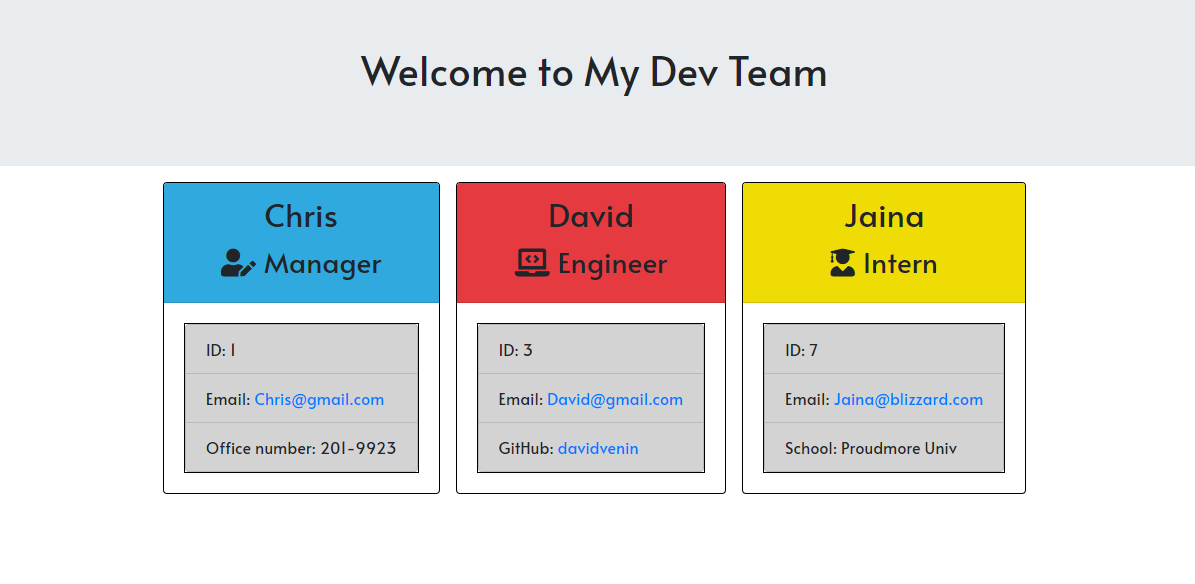 Welcome to My Dev Team
Chris
Manager
ID: 1
Email: Chris@gmail.com
Office number: 201-9923
David
Engineer
ID: 3
Email: David@gmail.com
GitHub: davidvenin
Jaina
Intern
ID: 7
Email: Jaina@blizzard.com
School: Proudmore Univ